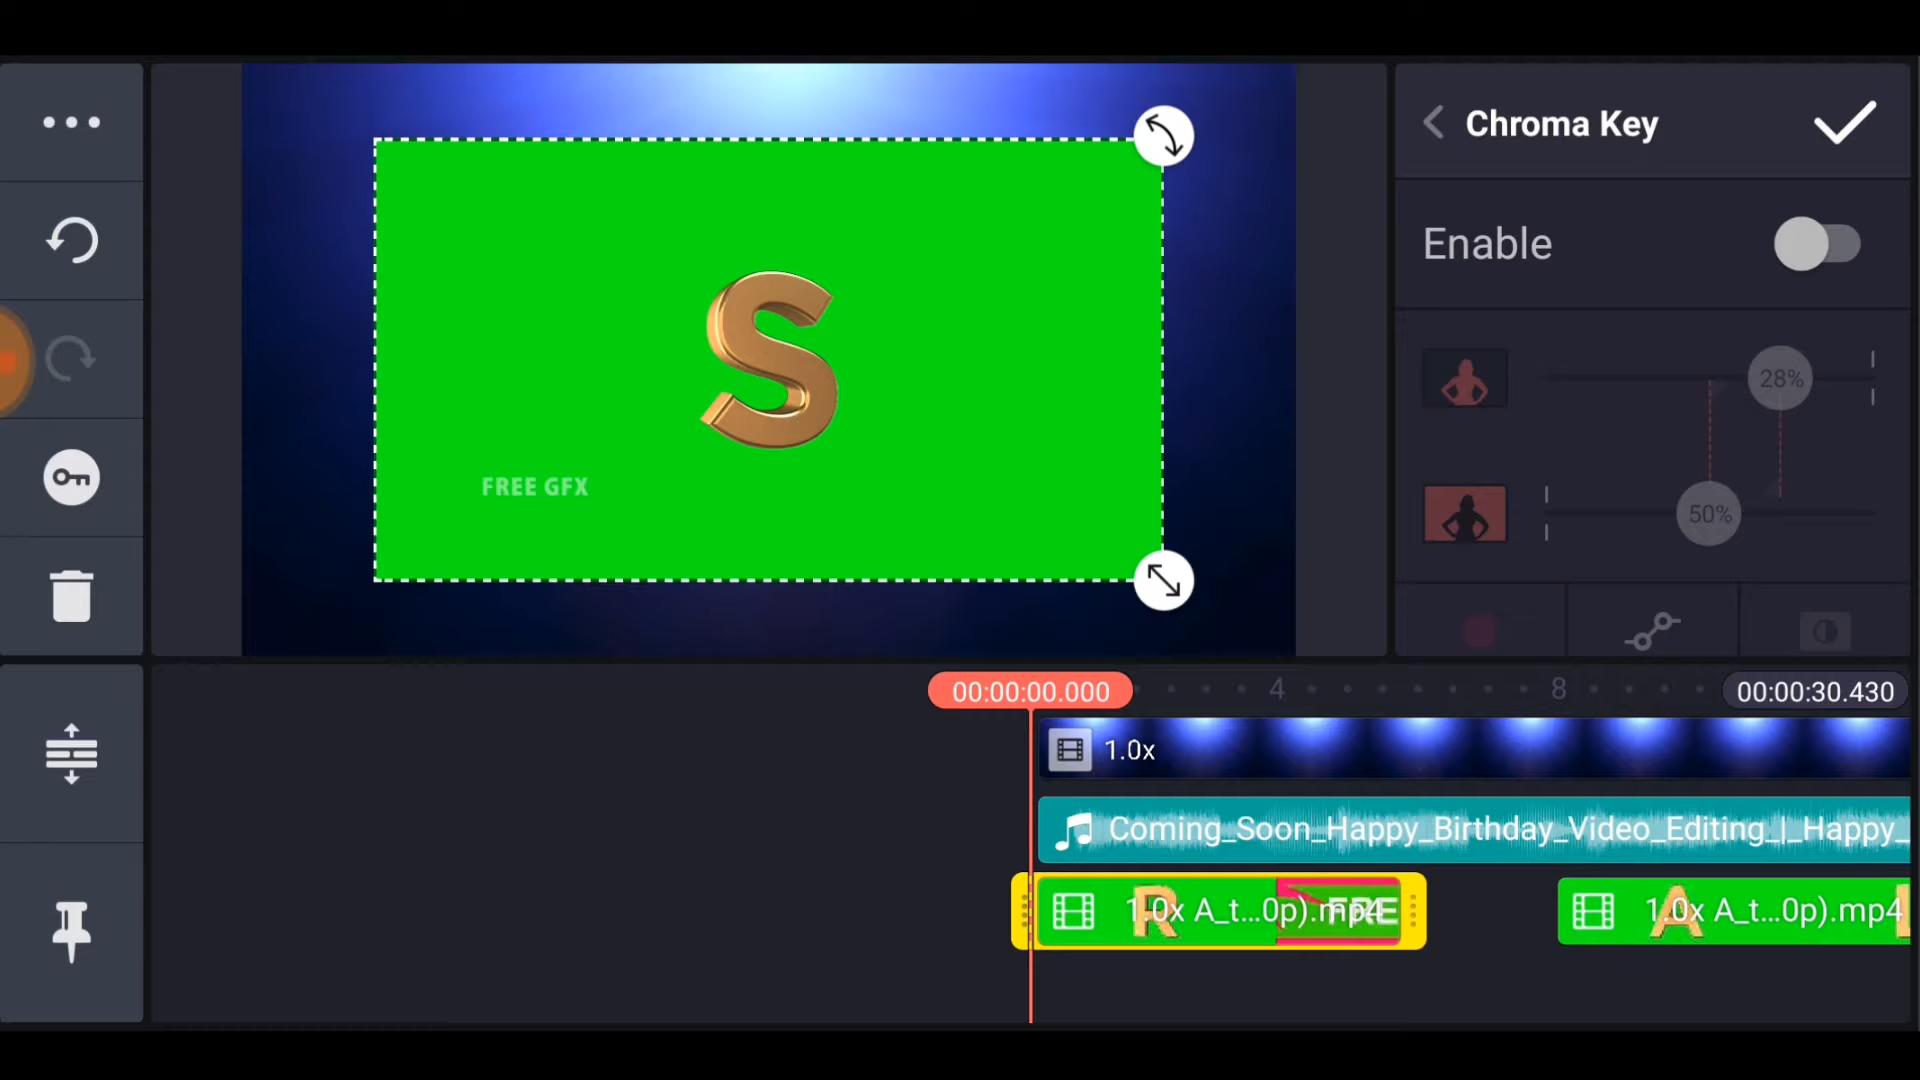 Chroma Key
Enable
28%
50%
S
FREE GFX
00:00:00.000
4
8
00:00:30.430
1.0x
Coming_Soon_Happy_Birthday_Video_Editing_|_Happy_
1.0x A_t...0p).mp4
R
FRE
1.0x A_t...0p).mp4
A